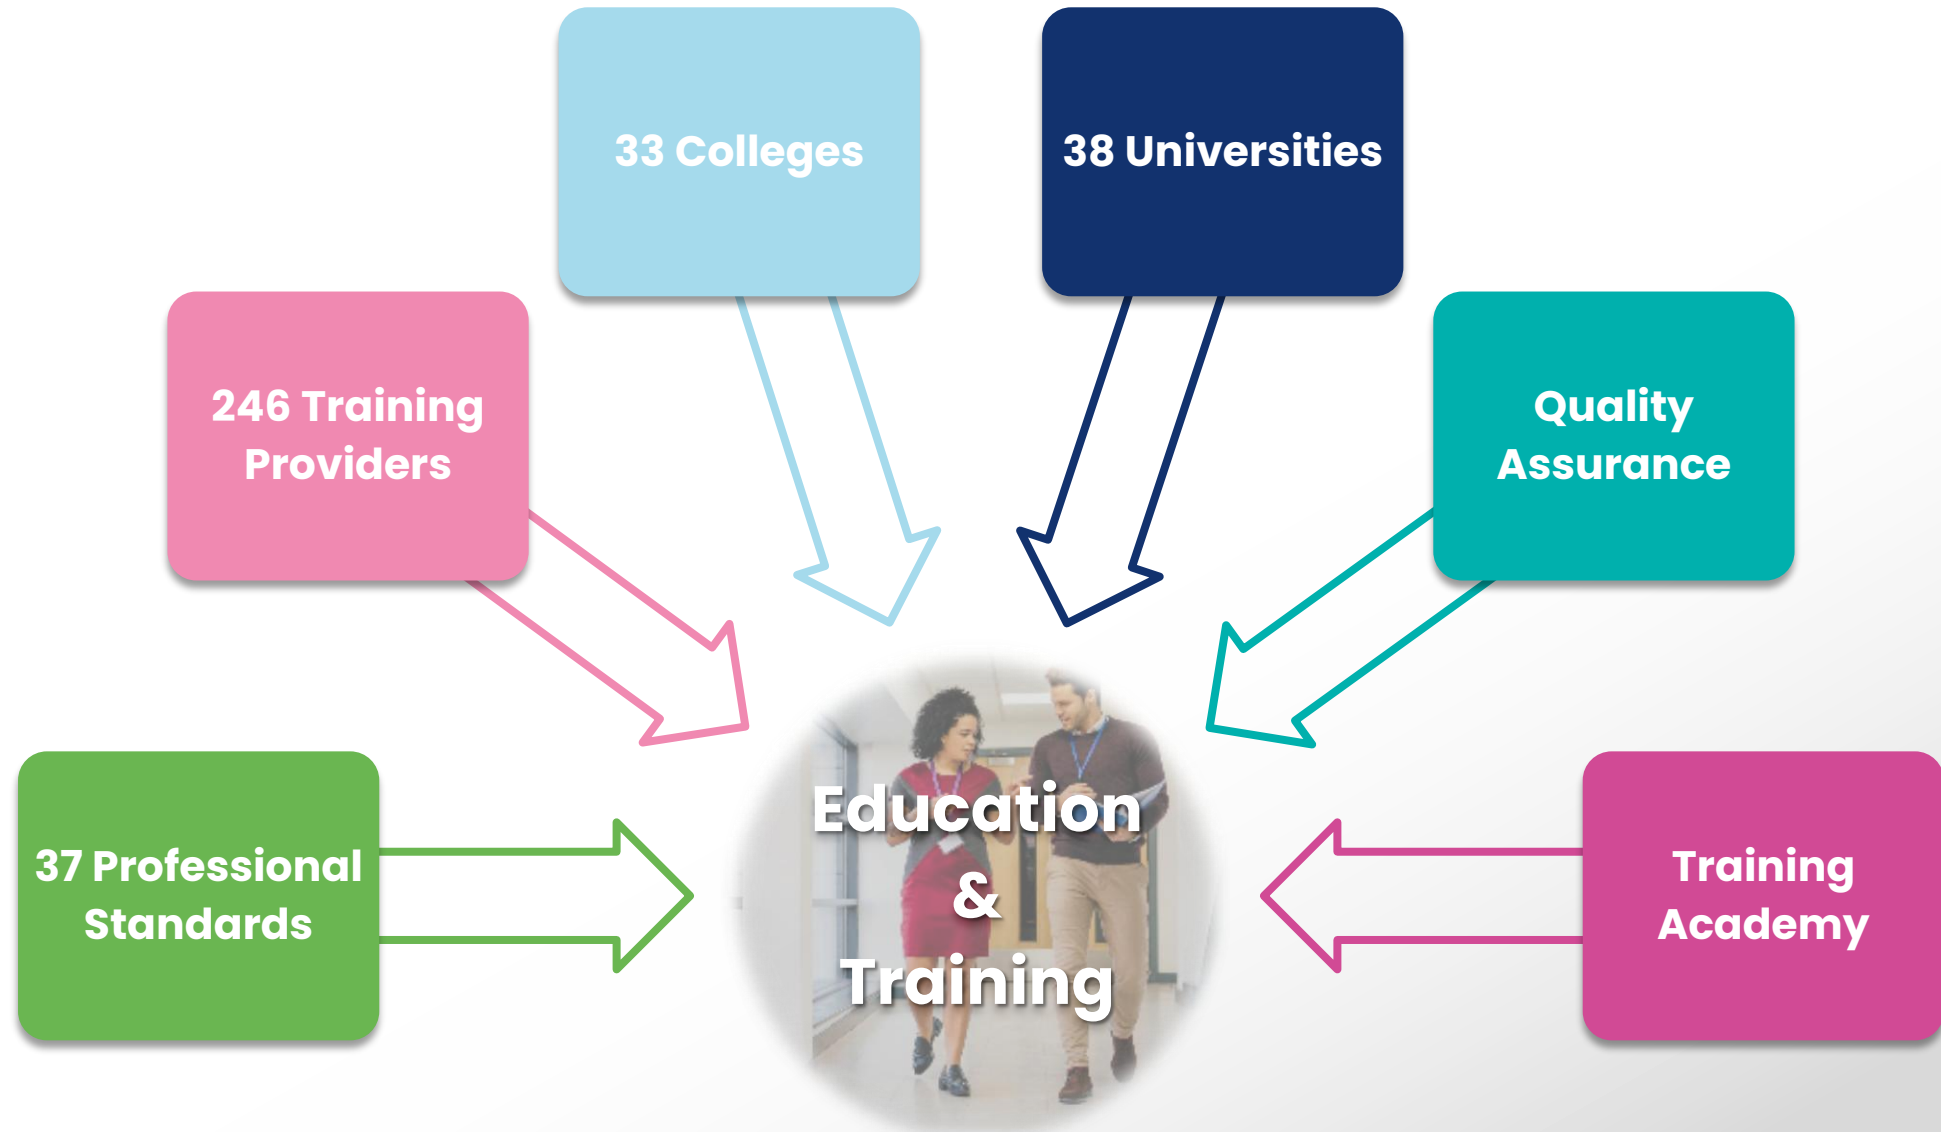 33 Colleges
38 Universities
246 Training
Providers
Quality
Assurance
37 Professional
Standards
Education
&
Training
Training
Academy